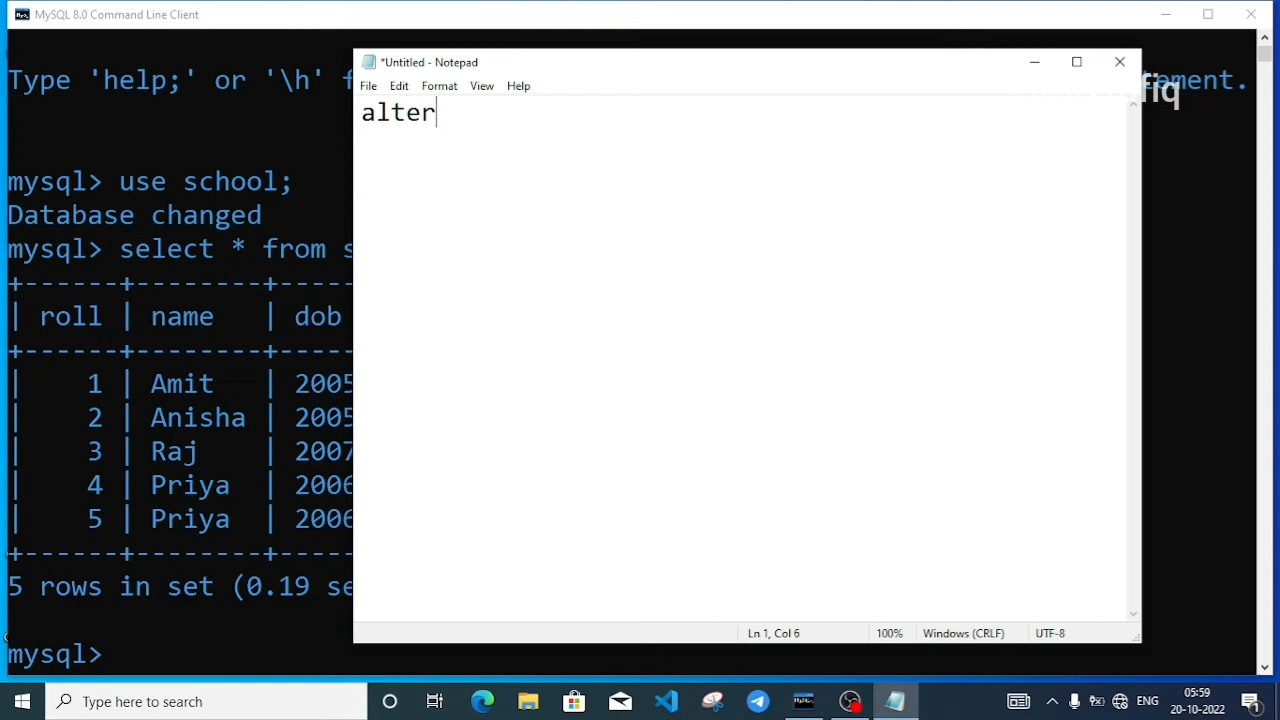 MySQL 8.0 Command Line Client
Type 'help;' or '\h' f
ement.
fiq
*Untitled - Notepad
File Edit Format View Help
alter
mysql> use school;
Database changed
mysql> select * from s
+------+--------+-----
| roll | name   | dob
+------+--------+-----
|    1 | Amit   | 2005
|    2 | Anisha | 2005
|    3 | Raj    | 2007
|    4 | Priya  | 2006
|    5 | Priya  | 2006
+------+--------+-----
5 rows in set (0.19 se
mysql>
Ln 1, Col 6 100% Windows (CRLF) UTF-8
Type here to search
ENG 05:59
20-10-2022 1